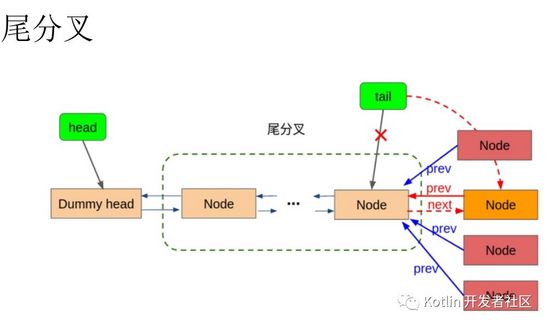 尾分叉
tail
head
尾分叉
Node
prev
prev
Dummy head
Node
...
Node
next
Node
prev
Node
prev
Node
Kotlin开发者社区